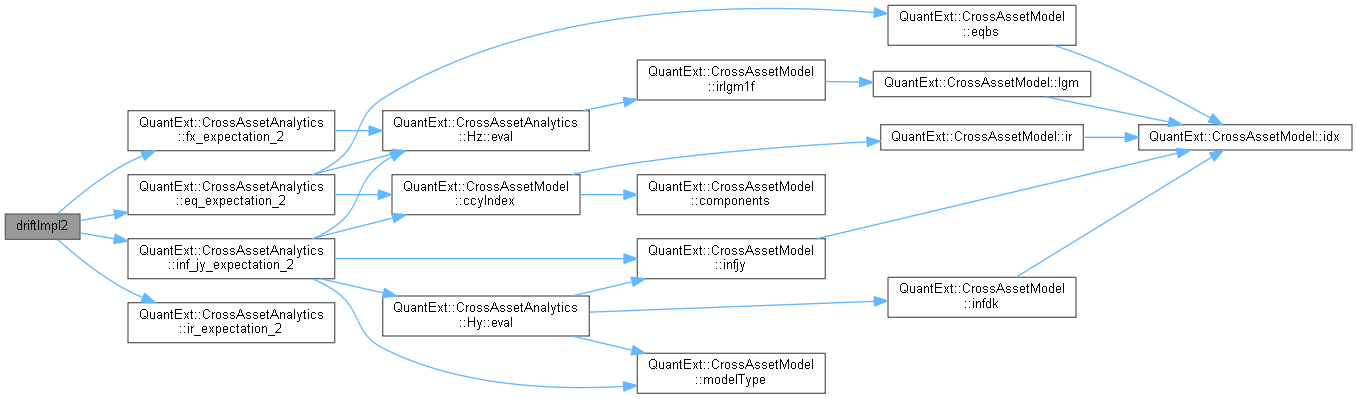 driftImpl2
QuantExt::CrossAssetAnalytics
::fx_expectation_2
QuantExt::CrossAssetAnalytics
::eq_expectation_2
QuantExt::CrossAssetAnalytics
::inf_jy_expectation_2
QuantExt::CrossAssetAnalytics
::ir_expectation_2
QuantExt::CrossAssetAnalytics
::Hz::eval
QuantExt::CrossAssetModel
::ccyIndex
QuantExt::CrossAssetAnalytics
::Hy::eval
QuantExt::CrossAssetModel
::irlgm1f
QuantExt::CrossAssetModel
::components
QuantExt::CrossAssetModel
::infjy
QuantExt::CrossAssetModel
::modelType
QuantExt::CrossAssetModel
::eqbs
QuantExt::CrossAssetModel::lgm
QuantExt::CrossAssetModel::ir
QuantExt::CrossAssetModel
::infdk
QuantExt::CrossAssetModel::idx